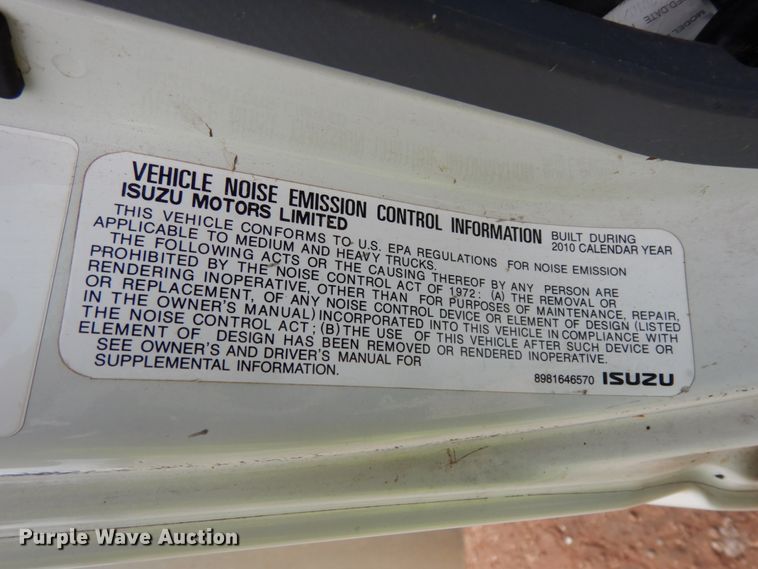 MODEL
PED.DATE
VEHICLE NOISE EMISSION CONTROL INFORMATION
ISUZU MOTORS LIMITED
BUILT DURING
2010 CALENDAR YEAR
THIS VEHICLE CONFORMS TO U.S. EPA REGULATIONS FOR NOISE EMISSION
APPLICABLE TO MEDIUM AND HEAVY TRUCKS.
THE FOLLOWING ACTS OR THE CAUSING THEREOF BY ANY PERSON ARE
PROHIBITED BY THE NOISE CONTROL ACT OF 1972: (A) THE REMOVAL OR
RENDERING INOPERATIVE, OTHER THAN FOR PURPOSES OF MAINTENANCE, REPAIR,
OR REPLACEMENT, OF ANY NOISE CONTROL DEVICE OR ELEMENT OF DESIGN (LISTED
IN THE OWNER'S MANUAL) INCORPORATED INTO THIS VEHICLE IN COMPLIANCE WITH
THE NOISE CONTROL ACT; (B) THE USE OF THIS VEHICLE AFTER SUCH DEVICE OR
ELEMENT OF DESIGN HAS BEEN REMOVED OR RENDERED INOPERATIVE.
SEE OWNER'S AND DRIVER'S MANUAL FOR
SUPPLEMENTAL INFORMATION.
8981646570 ISUZU
Purple Wave Auction